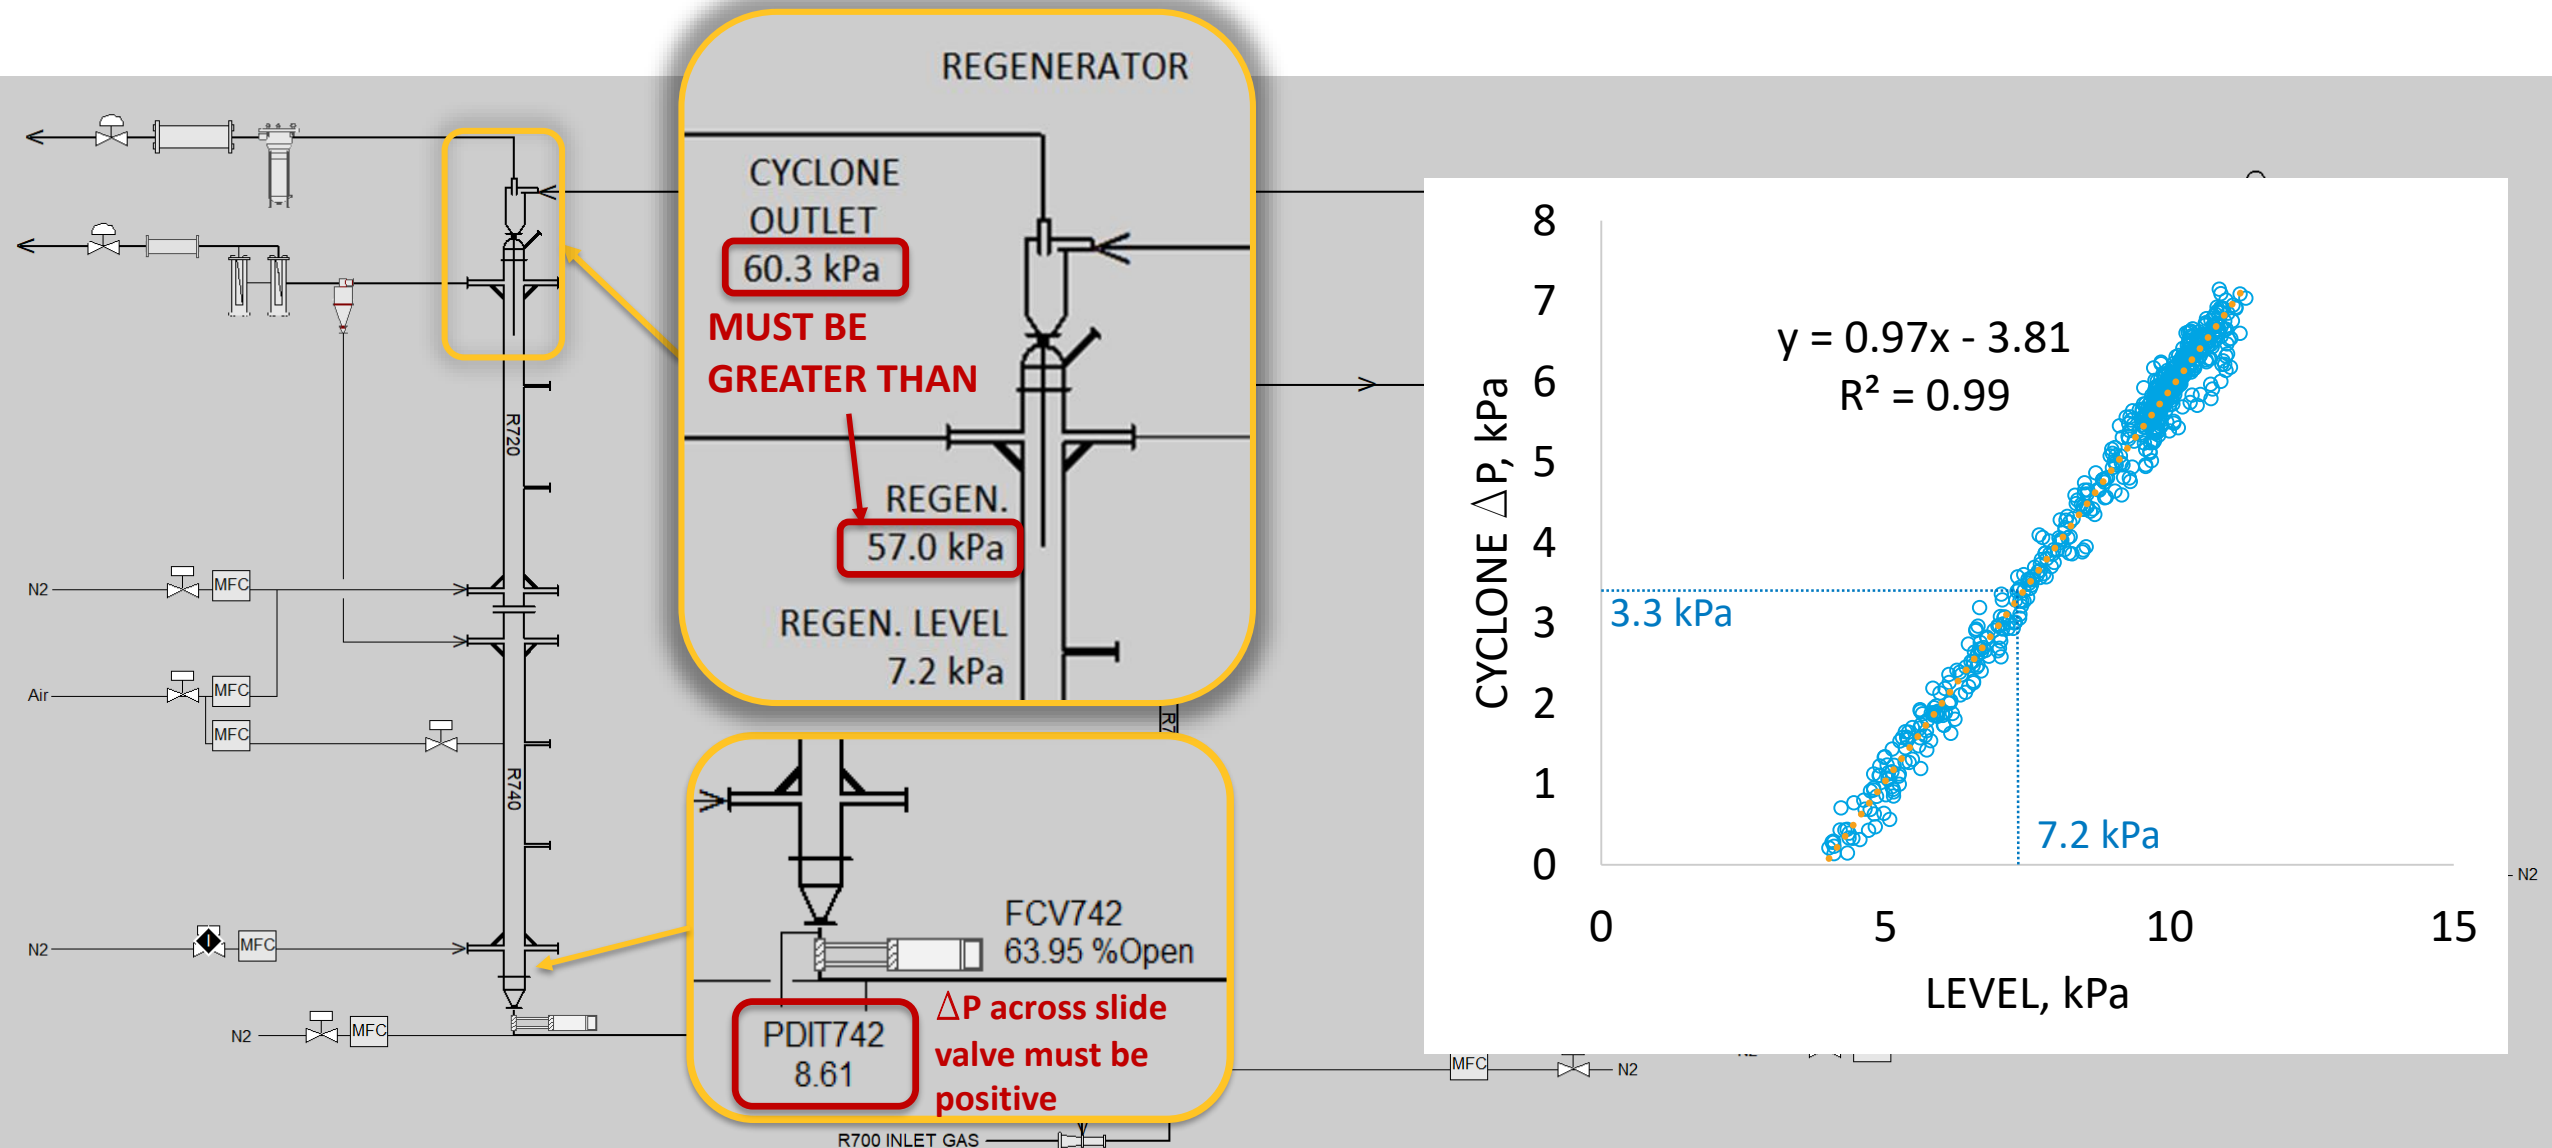 REGENERATOR
CYCLONE
OUTLET
60.3 kPa
MUST BE
GREATER THAN
REGEN.
57.0 kPa
REGEN. LEVEL
7.2 kPa
R720
N2
MFC
Air
MFC
MFC
R740
N2
MFC
N2
MFC
FCV742
63.95 %Open
PDIT742
8.61
△P across slide
valve must be
positive
R700 INLET GAS
MFC
N2
N2
CYCLONE △P, kPa
8
7
6
5
4
3
2
1
0
y = 0.97x - 3.81
R² = 0.99
3.3 kPa
7.2 kPa
0
5
10
15
LEVEL, kPa